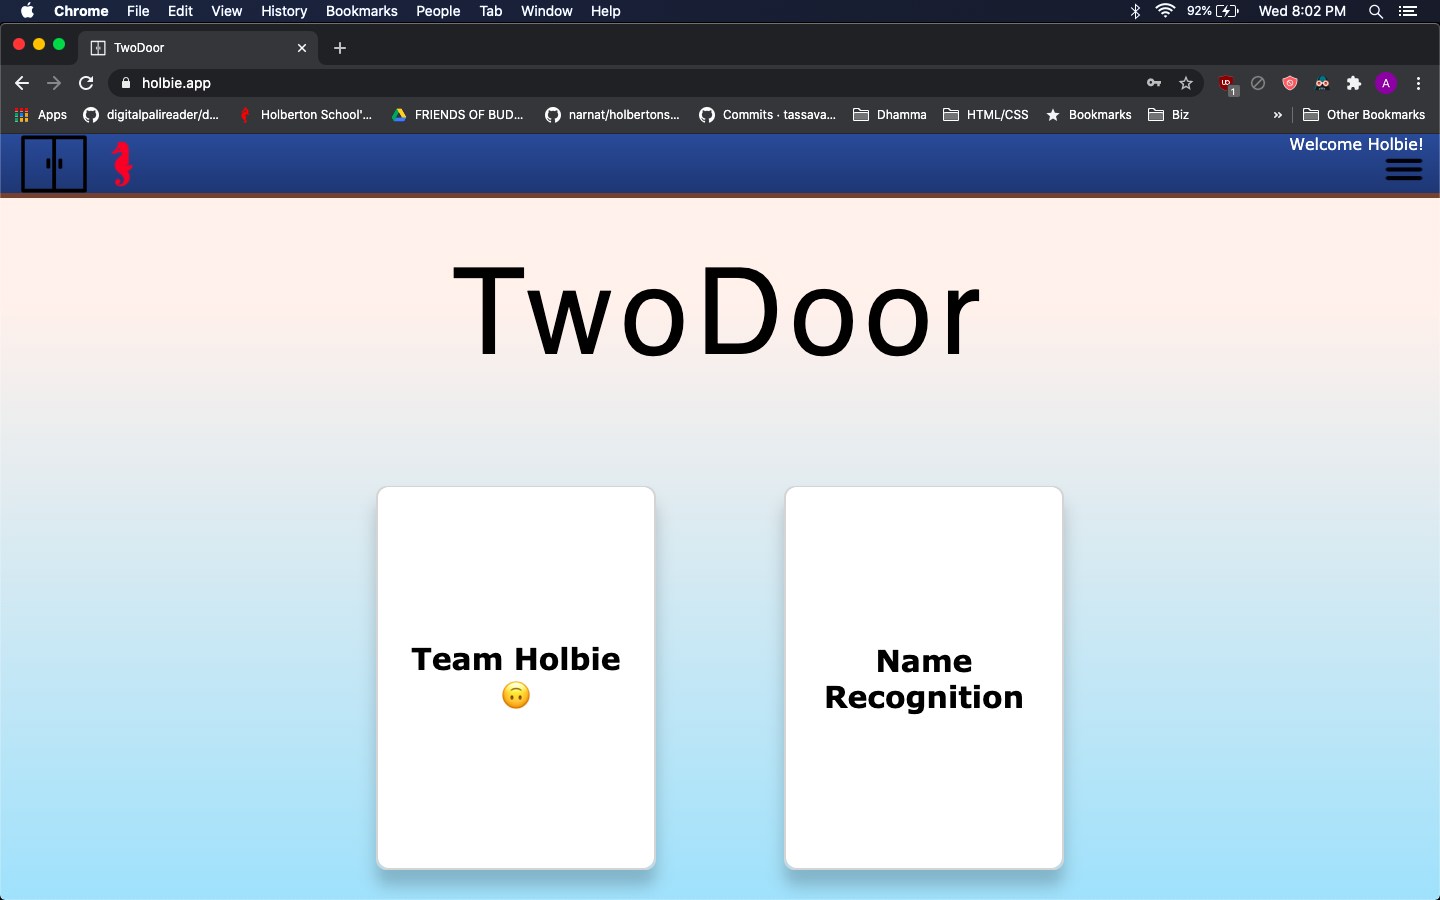 Chrome File Edit View History Bookmarks People Tab Window Help 92% Wed 8:02 PM
TwoDoor
holbie.app UD 1 A
Apps digitalpalireader/d... Holberton School'... FRIENDS OF BUD... narnat/holbertons... Commits · tassava... Dhamma HTML/CSS Bookmarks Biz » Other Bookmarks
Welcome Holbie!
TwoDoor
Team Holbie
🙃
Name
Recognition